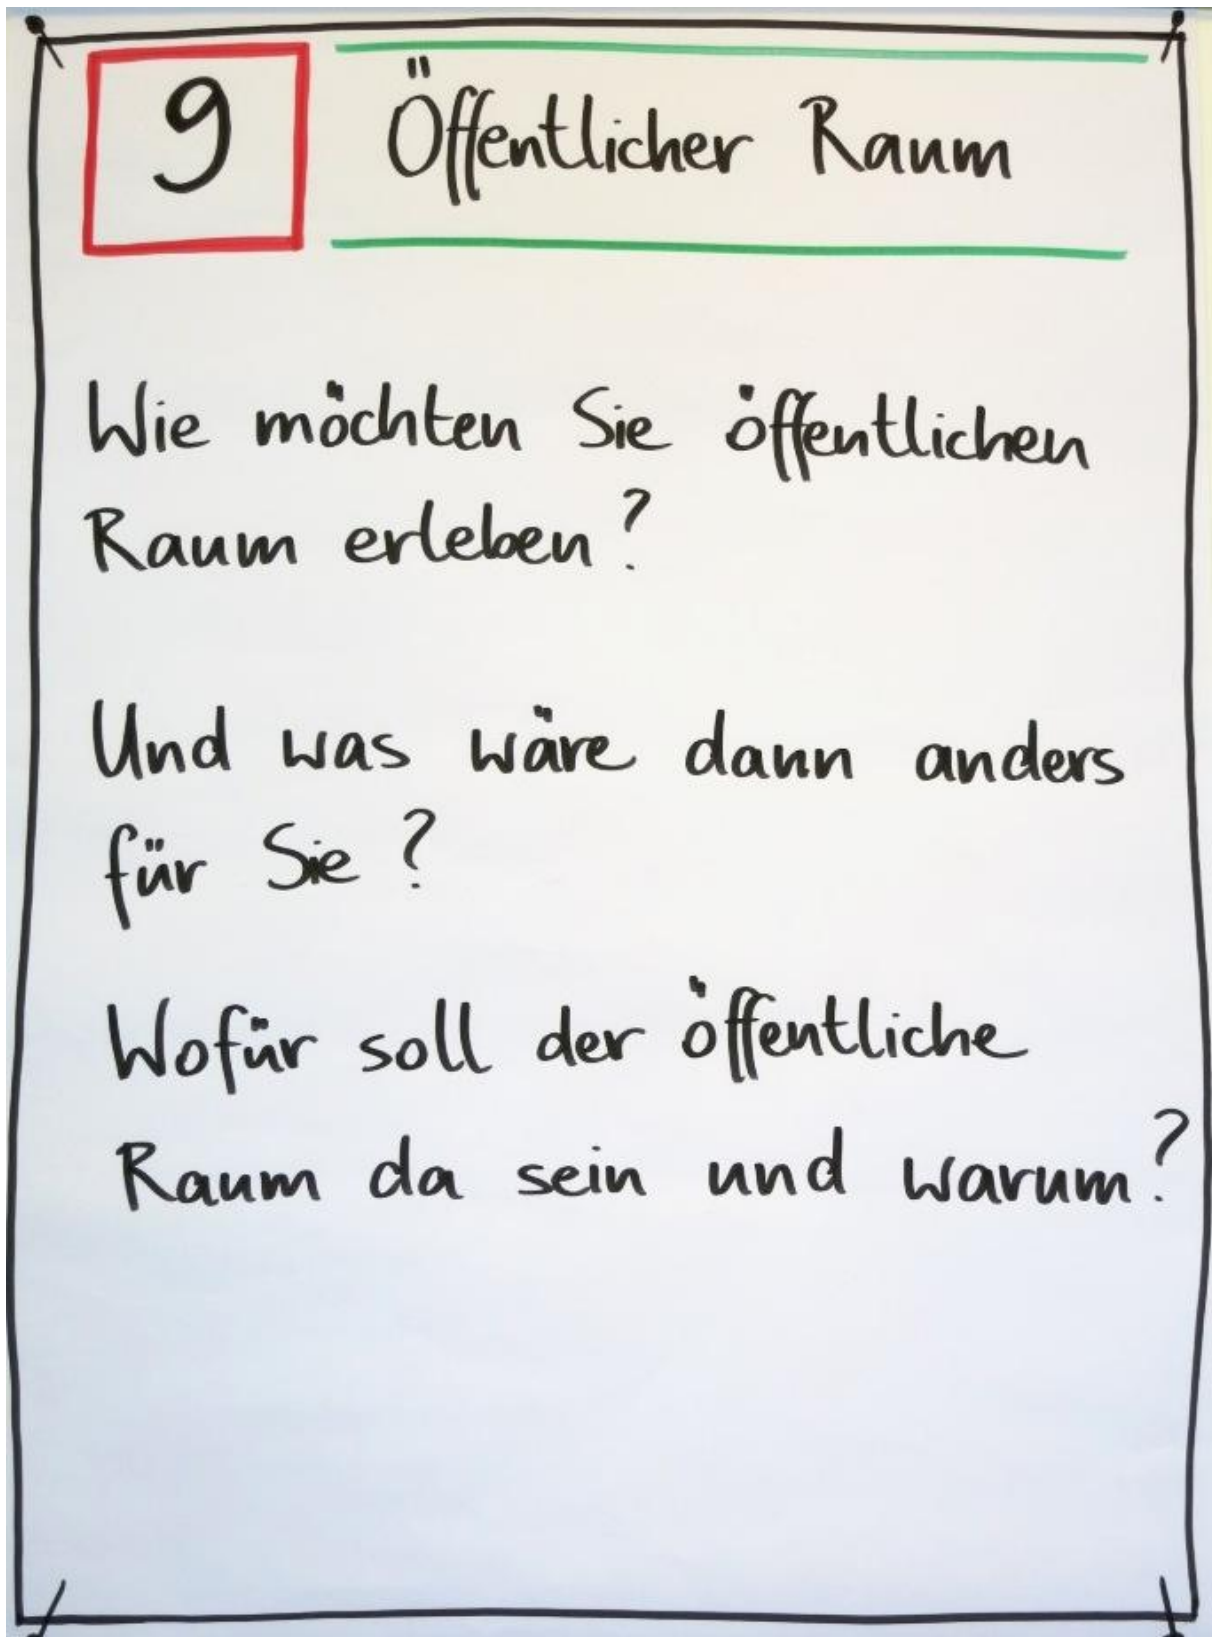 9 Öffentlicher Raum
Wie möchten Sie öffentlichen
Raum erleben?
Und was wäre dann anders
für Sie?
Wofür soll der öffentliche
Raum da sein und warum?